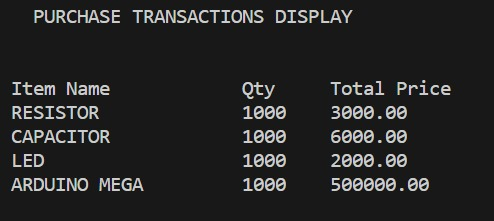 PURCHASE TRANSACTIONS DISPLAY
Item Name Qty Total Price
RESISTOR 1000 3000.00
CAPACITOR 1000 6000.00
LED 1000 2000.00
ARDUINO MEGA 1000 500000.00